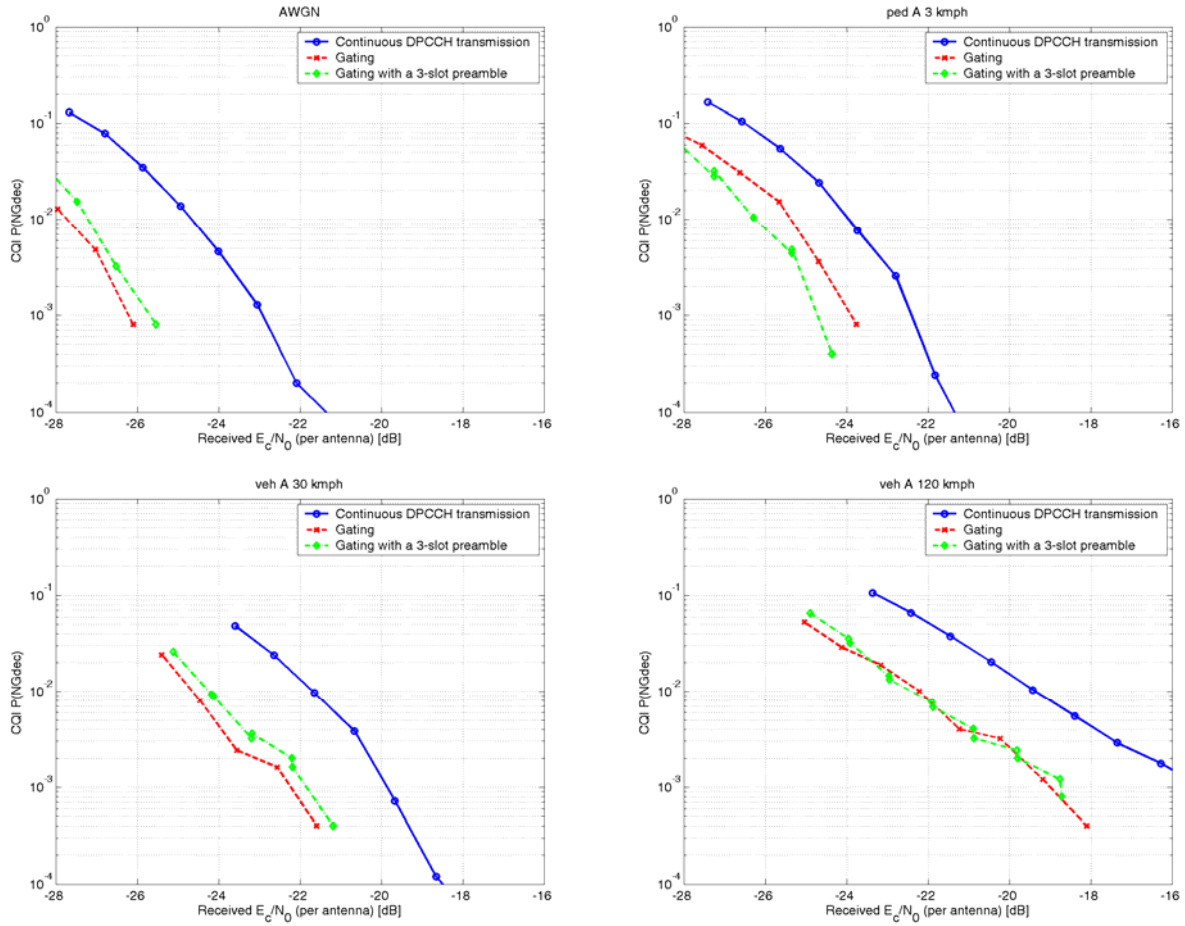 AWGN
Continuous DPCCH transmission
Gating
Gating with a 3-slot preamble
CQI P(NGdec)
10^0
10^-1
10^-2
10^-3
10^-4
-28 -26 -24 -22 -20 -18 -16
Received E_c/N_0 (per antenna) [dB]
ped A 3 kmph
Continuous DPCCH transmission
Gating
Gating with a 3-slot preamble
CQI P(NGdec)
10^0
10^-1
10^-2
10^-3
10^-4
-28 -26 -24 -22 -20 -18 -16
Received E_c/N_0 (per antenna) [dB]
veh A 30 kmph
Continuous DPCCH transmission
Gating
Gating with a 3-slot preamble
CQI P(NGdec)
10^0
10^-1
10^-2
10^-3
10^-4
-28 -26 -24 -22 -20 -18 -16
Received E_c/N_0 (per antenna) [dB]
veh A 120 kmph
Continuous DPCCH transmission
Gating
Gating with a 3-slot preamble
CQI P(NGdec)
10^0
10^-1
10^-2
10^-3
10^-4
-28 -26 -24 -22 -20 -18 -16
Received E_c/N_0 (per antenna) [dB]